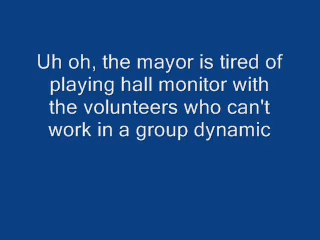 Uh oh, the mayor is tired of
playing hall monitor with
the volunteers who can't
work in a group dynamic